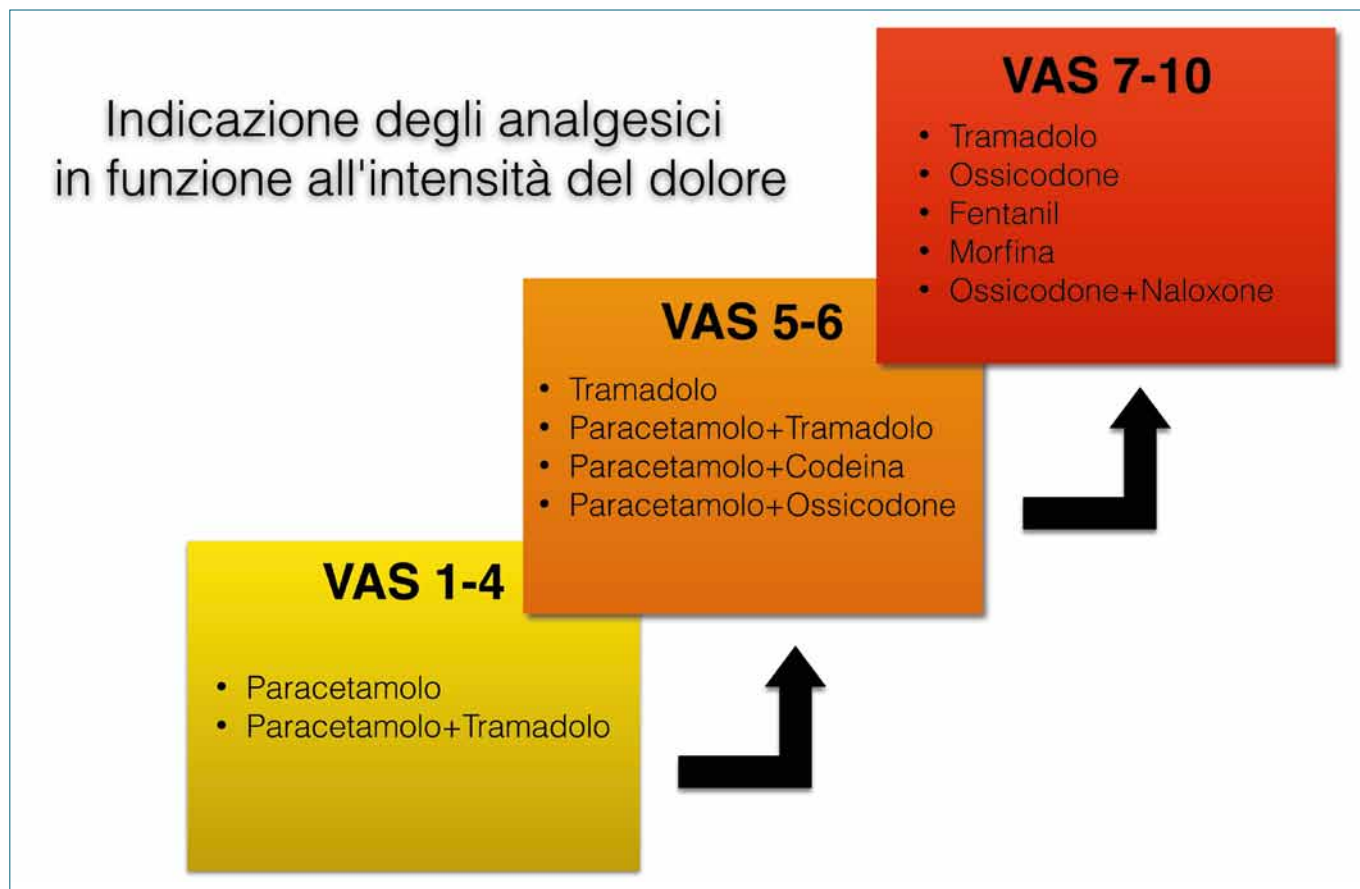 Indicazione degli analgesici
in funzione all'intensità del dolore
VAS 7-10
• Tramadolo
• Ossicodone
• Fentanil
• Morfina
• Ossicodone+Naloxone
VAS 5-6
• Tramadolo
• Paracetamolo+Tramadolo
• Paracetamolo+Codeina
• Paracetamolo+Ossicodone
VAS 1-4
• Paracetamolo
• Paracetamolo+Tramadolo